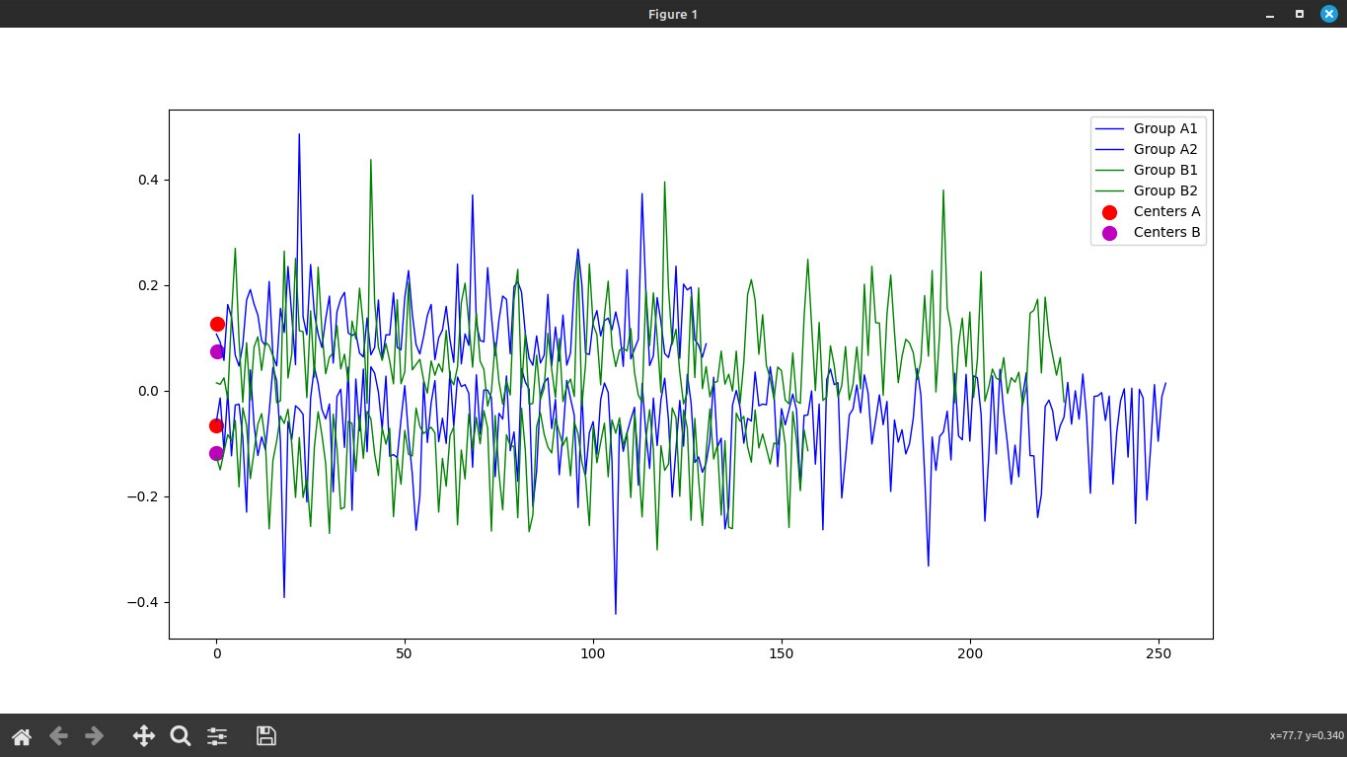 Figure 1
Group A1
Group A2
Group B1
Group B2
Centers A
Centers B
0.4
0.2
0.0
−0.2
−0.4
0 50 100 150 200 250
x=77.7 y=0.340